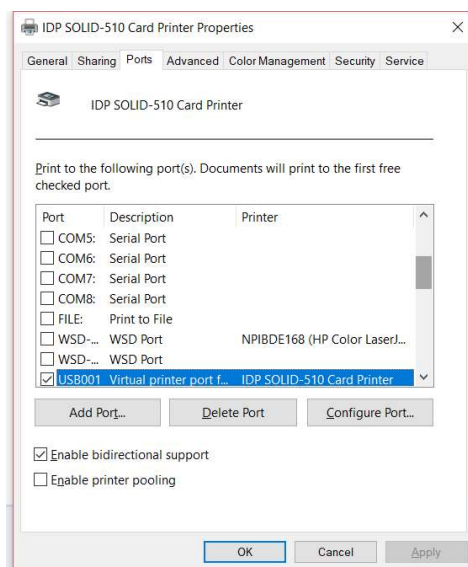 IDP SOLID-510 Card Printer Properties
General Sharing Ports Advanced Color Management Security Service
IDP SOLID-510 Card Printer
Print to the following port(s). Documents will print to the first free
checked port.
Port Description Printer
COM5: Serial Port
COM6: Serial Port
COM7: Serial Port
COM8: Serial Port
FILE: Print to File
WSD-... WSD Port NPIBDE168 (HP Color LaserJ...
WSD-... WSD Port
USB001 Virtual printer port f... IDP SOLID-510 Card Printer
Add Port... Delete Port Configure Port...
Enable bidirectional support
Enable printer pooling
OK Cancel Apply